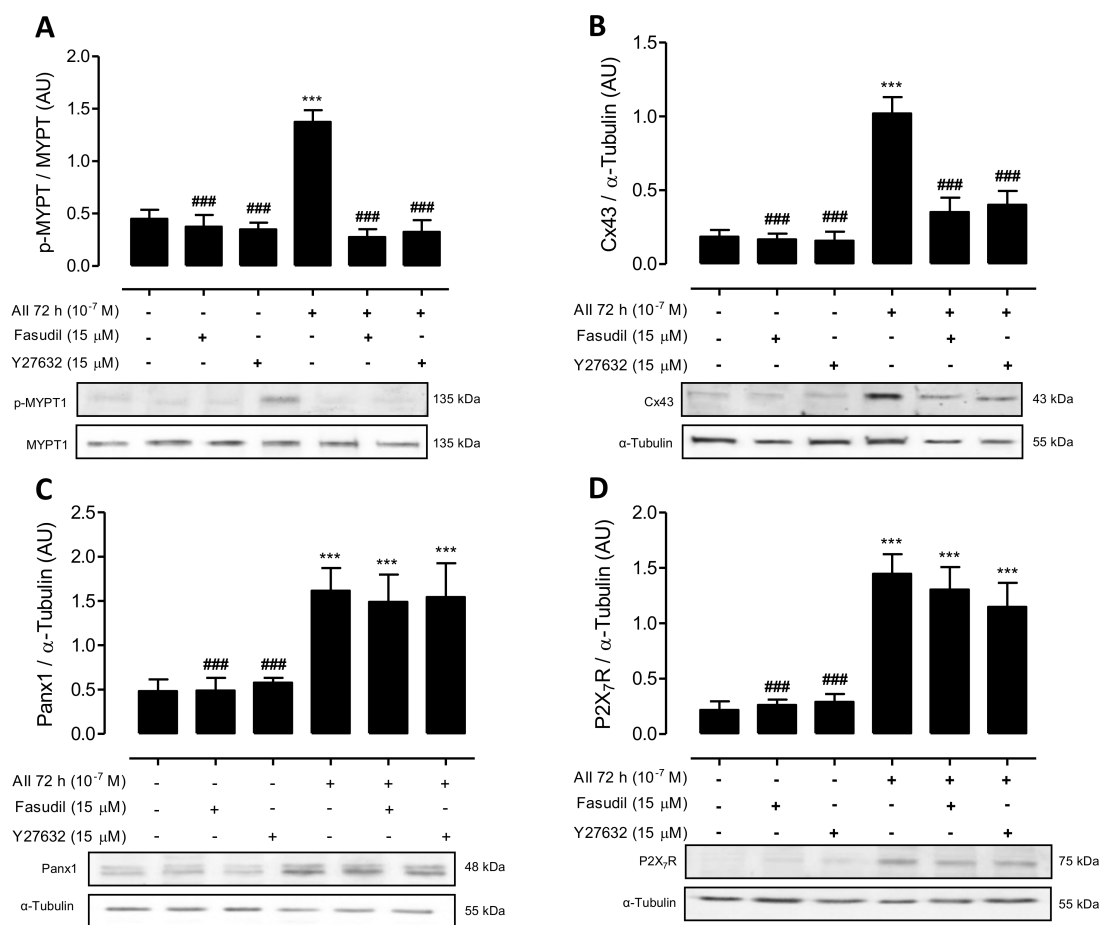 A
p-MYPT / MYPT (AU)
2.0
1.5
1.0
0.5
0.0
### ### *** ### ###
AII 72 h (10⁻⁷ M) - - - + + +
Fasudil (15 μM) - + - - + -
Y27632 (15 μM) - - + - - +
p-MYPT1 135 kDa
MYPT1 135 kDa
B
Cx43 / α-Tubulin (AU)
1.5
1.0
0.5
0.0
### ### *** ### ###
AII 72 h (10⁻⁷ M) - - - + + +
Fasudil (15 μM) - + - - + -
Y27632 (15 μM) - - + - - +
Cx43 43 kDa
α-Tubulin 55 kDa
C
Panx1 / α-Tubulin (AU)
2.5
2.0
1.5
1.0
0.5
0.0
### ### *** *** ***
AII 72 h (10⁻⁷ M) - - - + + +
Fasudil (15 μM) - + - - + -
Y27632 (15 μM) - - + - - +
Panx1 48 kDa
α-Tubulin 55 kDa
D
P2X₇R / α-Tubulin (AU)
2.0
1.5
1.0
0.5
0.0
### ### *** *** ***
AII 72 h (10⁻⁷ M) - - - + + +
Fasudil (15 μM) - + - - + -
Y27632 (15 μM) - - + - - +
P2X₇R 75 kDa
α-Tubulin 55 kDa